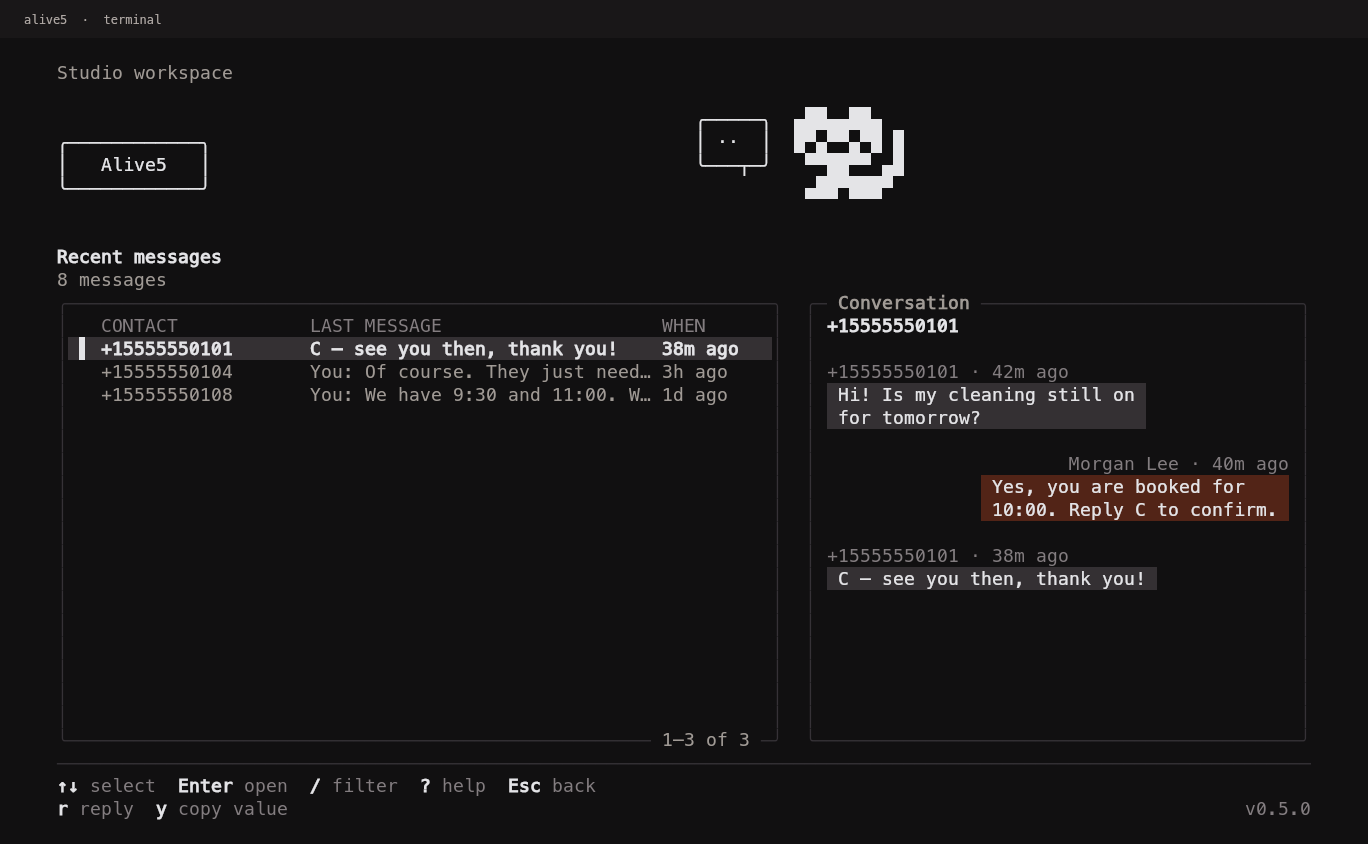 alive5 · terminal
Studio workspace
··
Alive5
Recent messages
8 messages
CONTACT LAST MESSAGE WHEN
+15555550101 C — see you then, thank you! 38m ago
+15555550104 You: Of course. They just need… 3h ago
+15555550108 You: We have 9:30 and 11:00. W… 1d ago
1–3 of 3
Conversation
+15555550101
+15555550101 · 42m ago
Hi! Is my cleaning still on
for tomorrow?
Morgan Lee · 40m ago
Yes, you are booked for
10:00. Reply C to confirm.
+15555550101 · 38m ago
C — see you then, thank you!
↑↓ select Enter open / filter ? help Esc back
r reply y copy value
v0.5.0